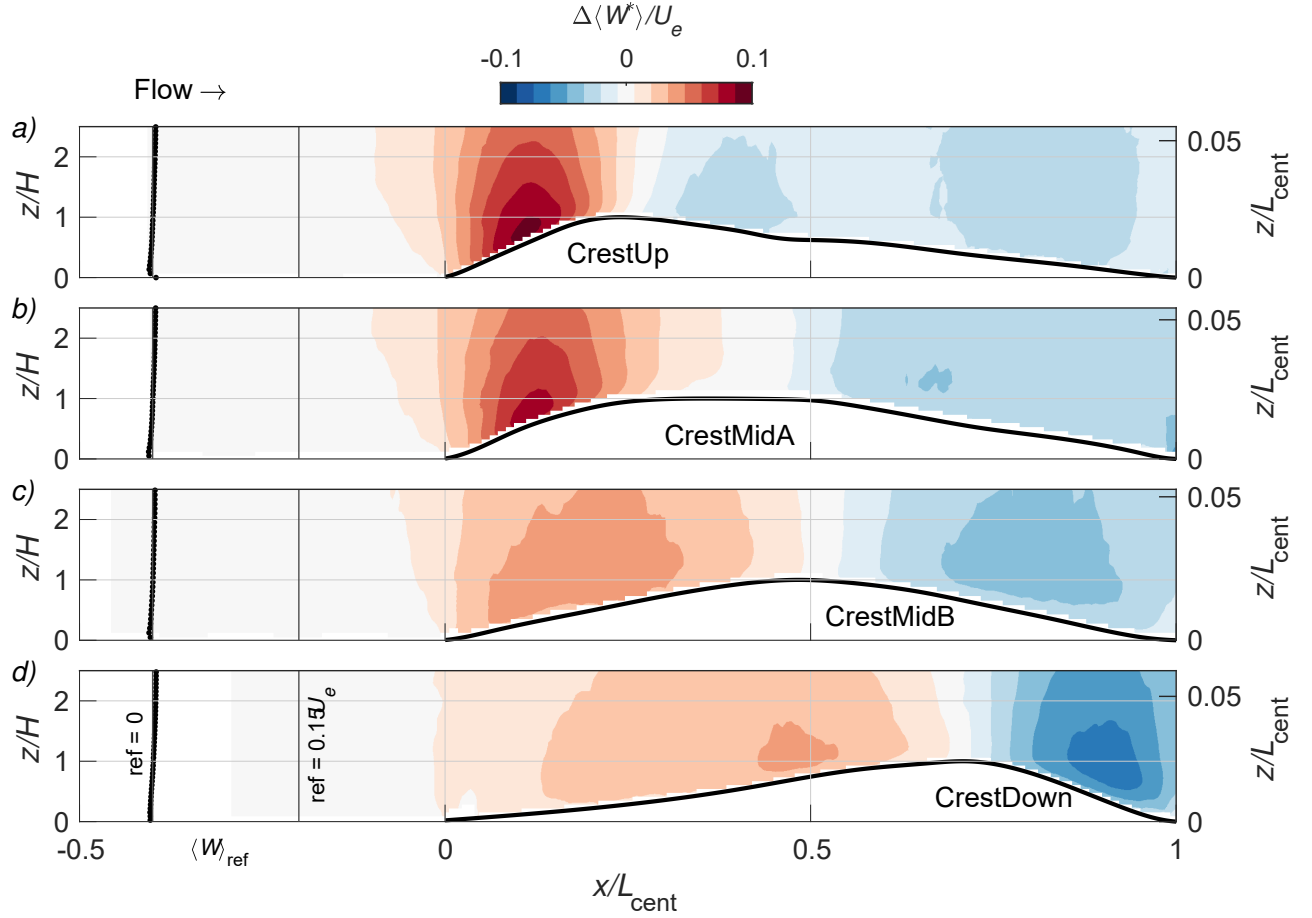 Δ⟨W*⟩/U_e
-0.1 0 0.1
Flow →
a)
z/H
2
1
0
CrestUp
0.05
0
z/L_cent
b)
z/H
2
1
0
CrestMidA
0.05
0
z/L_cent
c)
z/H
2
1
0
CrestMidB
0.05
0
z/L_cent
d)
z/H
2
1
0
ref = 0
ref = 0.15U_e
CrestDown
0.05
0
z/L_cent
-0.5 ⟨W⟩_ref 0 0.5 1
x/L_cent